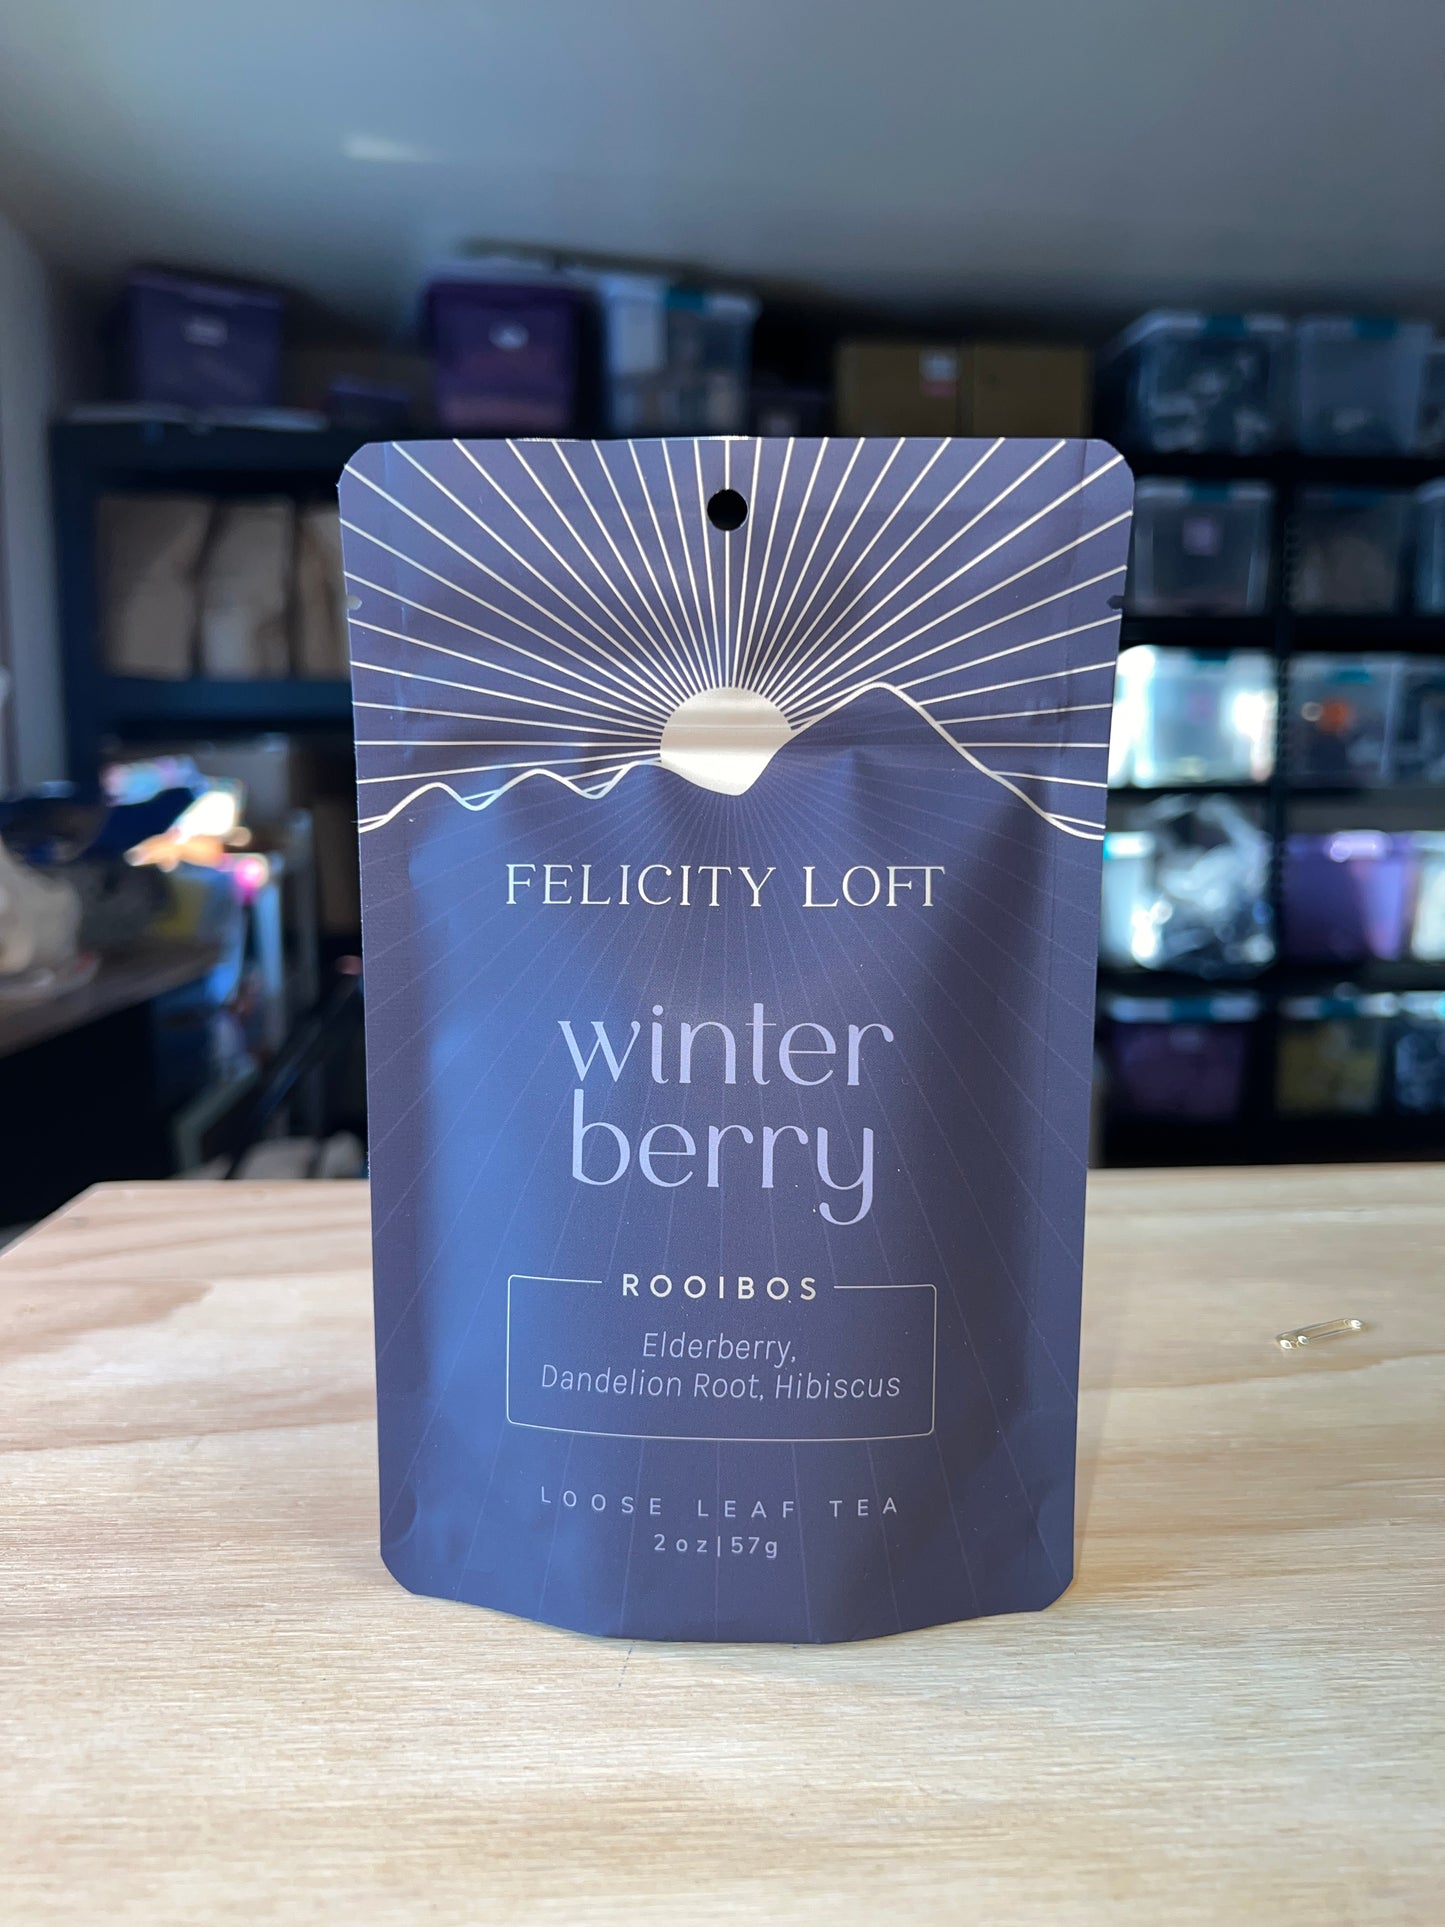 FELICITY LOFT
winter
berry
ROOIBOS
Elderberry,
Dandelion Root, Hibiscus
LOOSE LEAF TEA
2oz|57g